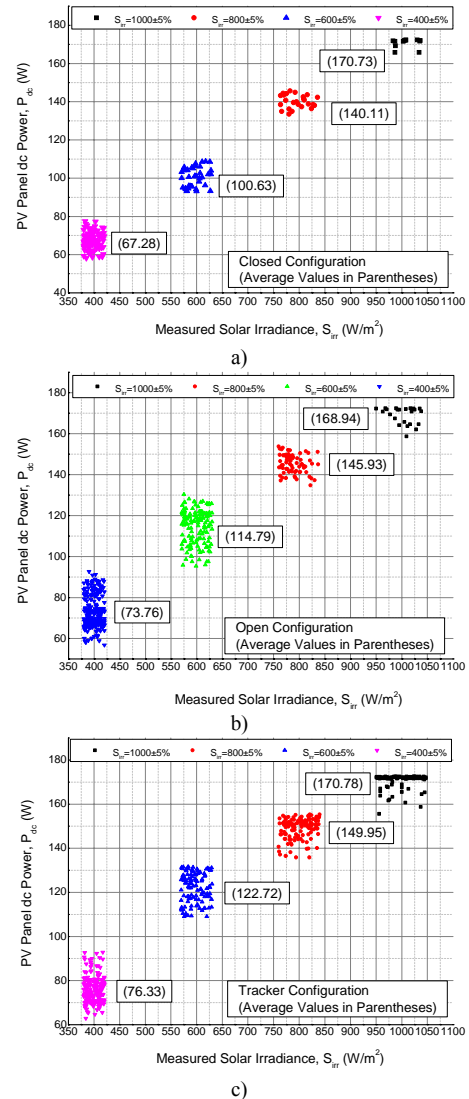 a)
S_irr=1000±5% S_irr=800±5% S_irr=600±5% S_irr=400±5%
PV Panel dc Power, P_dc (W)
180
160
140
120
100
80
60
40
(170.73)
(140.11)
(100.63)
(67.28)
Closed Configuration
(Average Values in Parentheses)
350 400 450 500 550 600 650 700 750 800 850 900 950 1000 1050 1100
Measured Solar Irradiance, S_irr (W/m²)
a)
S_irr=1000±5% S_irr=800±5% S_irr=600±5% S_irr=400±5%
PV Panel dc Power, P_dc (W)
180
160
140
120
100
80
60
(168.94)
(145.93)
(114.79)
(73.76)
Open Configuration
(Average Values in Parentheses)
350 400 450 500 550 600 650 700 750 800 850 900 950 1000 1050 1100
Measured Solar Irradiance, S_irr (W/m²)
b)
S_irr=1000±5% S_irr=800±5% S_irr=600±5% S_irr=400±5%
PV Panel dc Power, P_dc (W)
180
160
140
120
100
80
60
(170.78)
(149.95)
(122.72)
(76.33)
Tracker Configuration
(Average Values in Parentheses)
350 400 450 500 550 600 650 700 750 800 850 900 950 1000 1050 1100
Measured Solar Irradiance, S_irr (W/m²)
c)